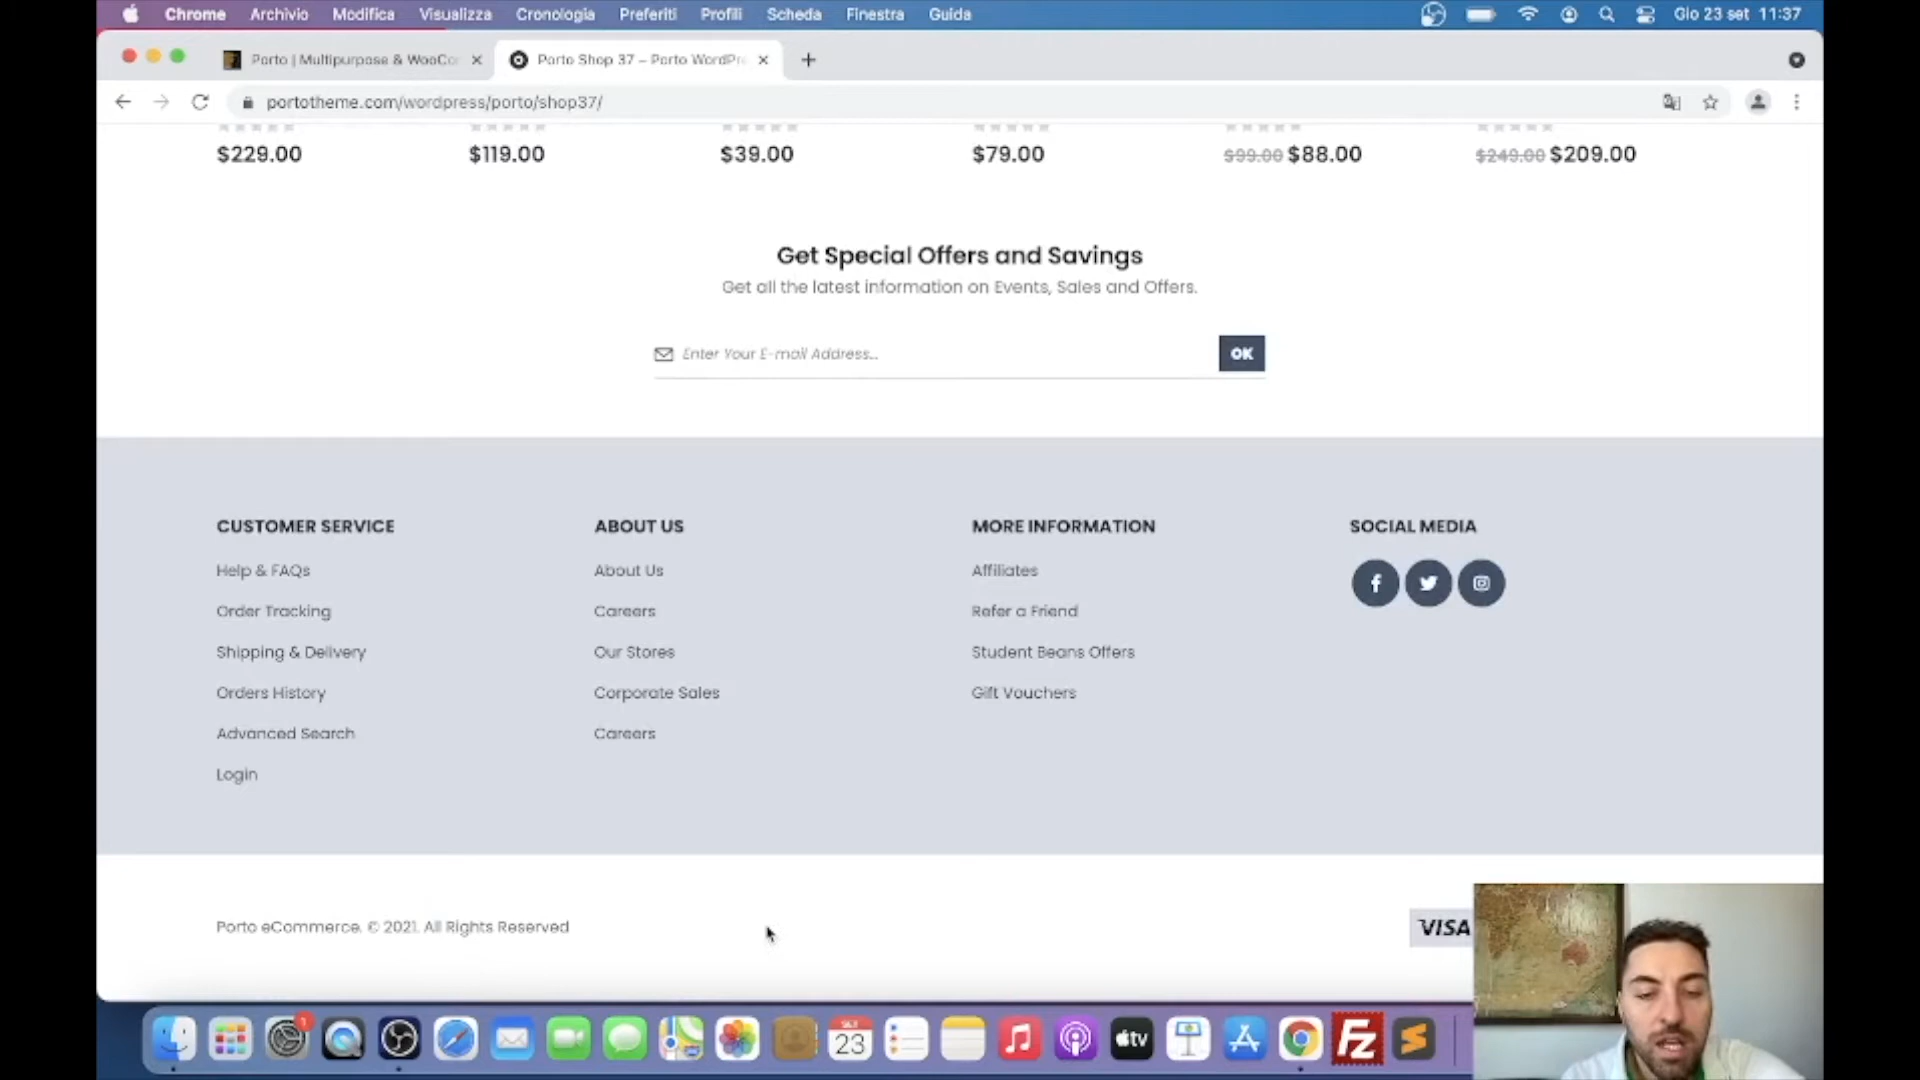 Chrome Archivio Modifica Visualizza Cronologia Preferiti Profili Scheda Finestra Guida Gio 23 set 11:37
Porto | Multipurpose & WooCo Porto Shop 37 – Porto WordPre
portotheme.com/wordpress/porto/shop37/
$229.00 $119.00 $39.00 $79.00 $99.00 $88.00 $249.00 $209.00
Get Special Offers and Savings
Get all the latest information on Events, Sales and Offers.
Enter Your E-mail Address... OK
CUSTOMER SERVICE ABOUT US MORE INFORMATION SOCIAL MEDIA
Help & FAQs About Us Affiliates
Order Tracking Careers Refer a Friend
Shipping & Delivery Our Stores Student Beans Offers
Orders History Corporate Sales Gift Vouchers
Advanced Search Careers
Login
Porto eCommerce. © 2021. All Rights Reserved VISA
1
SET
23
tv
FZ